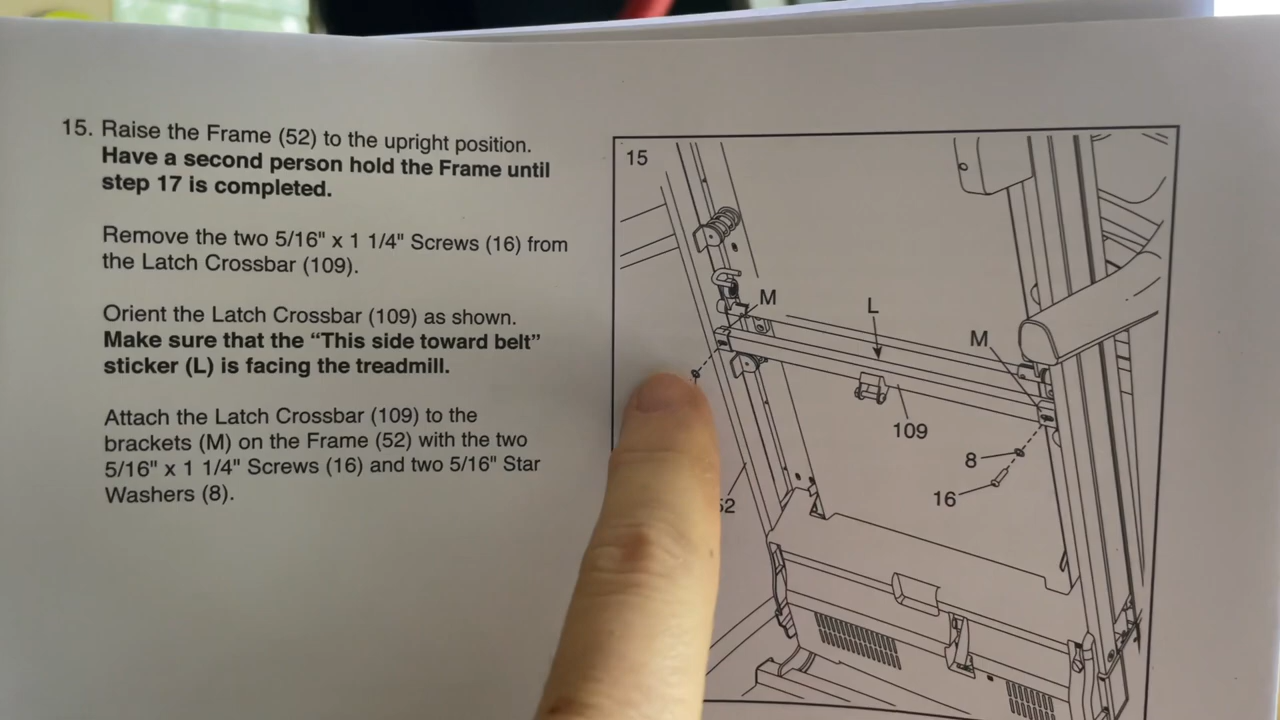 15. Raise the Frame (52) to the upright position.
Have a second person hold the Frame until
step 17 is completed.
Remove the two 5/16" x 1 1/4" Screws (16) from
the Latch Crossbar (109).
Orient the Latch Crossbar (109) as shown.
Make sure that the “This side toward belt”
sticker (L) is facing the treadmill.
Attach the Latch Crossbar (109) to the
brackets (M) on the Frame (52) with the two
5/16" x 1 1/4" Screws (16) and two 5/16" Star
Washers (8).
15
M
L
M
109
8
16
52